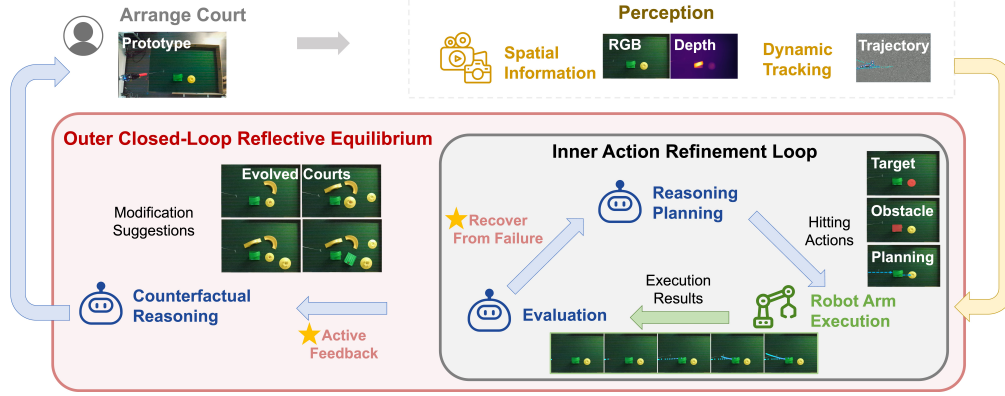 Arrange Court
Prototype
Perception
Spatial
Information
RGB
Depth
Dynamic
Tracking
Trajectory
Outer Closed-Loop Reflective Equilibrium
Evolved Courts
Modification
Suggestions
Counterfactual
Reasoning
Active
Feedback
Inner Action Refinement Loop
Reasoning
Planning
Recover
From Failure
Hitting
Actions
Target
Obstacle
Planning
Execution
Results
Evaluation
Robot Arm
Execution